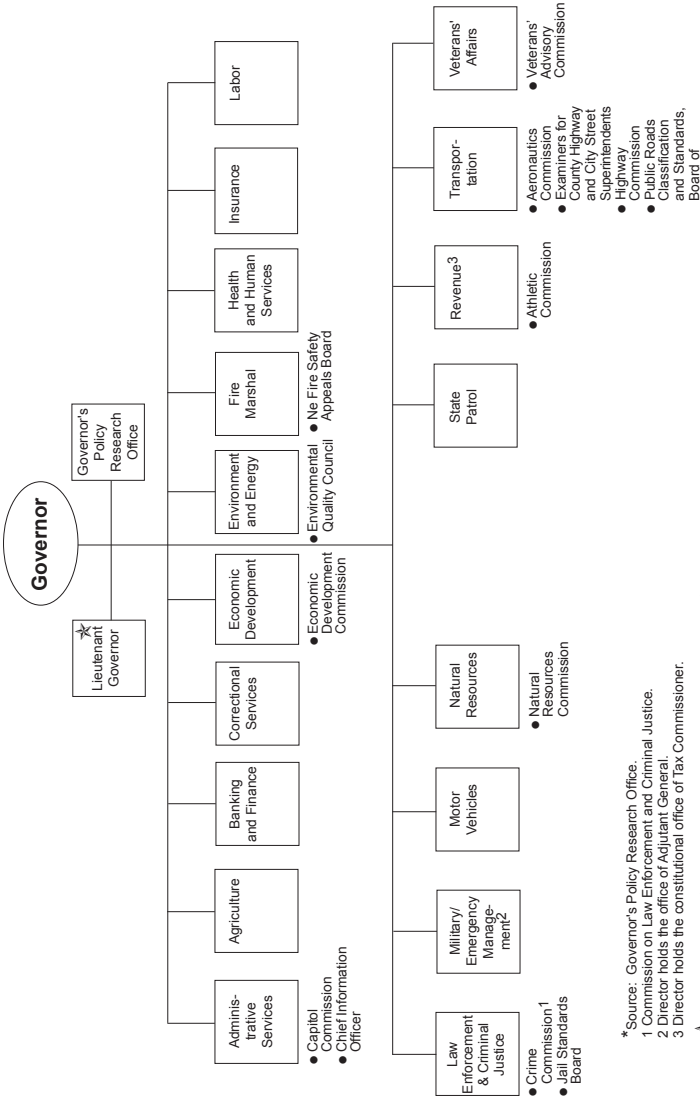 Governor
Lieutenant
Governor
Governor's
Policy
Research
Office
Adminis-
trative
Services
● Capitol
Commission
● Chief Information
Officer
Agriculture
Banking
and Finance
Correctional
Services
Economic
Development
● Economic
Development
Commission
Environment
and Energy
● Environmental
Quality Council
Fire
Marshal
● Ne Fire Safety
Appeals Board
Health
and Human
Services
Insurance
Labor
Law
Enforcement
& Criminal
Justice
● Crime
Commission1
● Jail Standards
Board
Military/
Emergency
Manage-
ment2
Motor
Vehicles
Natural
Resources
● Natural
Resources
Commission
State
Patrol
Revenue3
● Athletic
Commission
Transpor-
tation
● Aeronautics
Commission
● Examiners for
County Highway
and City Street
Superintendents
● Highway
Commission
● Public Roads
Classification
and Standards,
Board of
Veterans'
Affairs
● Veterans'
Advisory
Commission
*Source: Governor's Policy Research Office.
1 Commission on Law Enforcement and Criminal Justice.
2 Director holds the office of Adjutant General.
3 Director holds the constitutional office of Tax Commissioner.